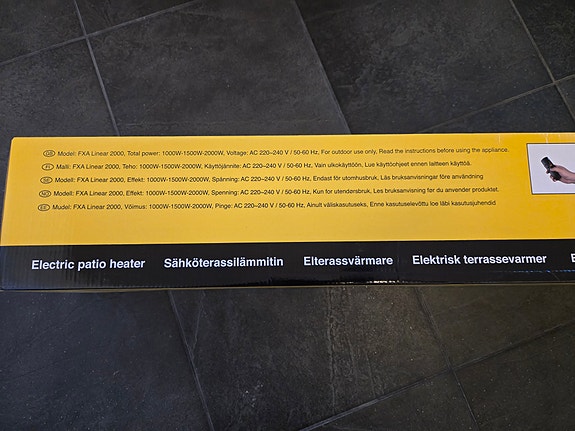 GB Model: FXA Linear 2000, Total power: 1000W-1500W-2000W, Voltage: AC 220~240 V / 50-60 Hz, For outdoor use only, Read the instructions before using the appliance.
FI Malli: FXA Linear 2000, Teho: 1000W-1500W-2000W, Käyttöjännite: AC 220~240 V / 50-60 Hz, Vain ulkokäyttöön, Lue käyttöohjeet ennen laitteen käyttöä.
SE Modell: FXA Linear 2000, Effekt: 1000W-1500W-2000W, Spänning: AC 220~240 V / 50-60 Hz, Endast för utomhusbruk, Läs bruksanvisningar före användning
NO Modell: FXA Linear 2000, Effekt: 1000W-1500W-2000W, Spenning: AC 220~240 V / 50-60 Hz, Kun for utendersbruk, Les bruksanvisning før du anvender produktet.
EE Mudel: FXA Linear 2000, Võimus: 1000W-1500W-2000W, Pinge: AC 220~240 V / 50-60 Hz, Ainult väliskasutuseks, Enne kasutuselevõttu loe läbi kasutusjuhendid
Electric patio heater Sähköterassilämmitin Elterassvärmare Elektrisk terrassevarmer